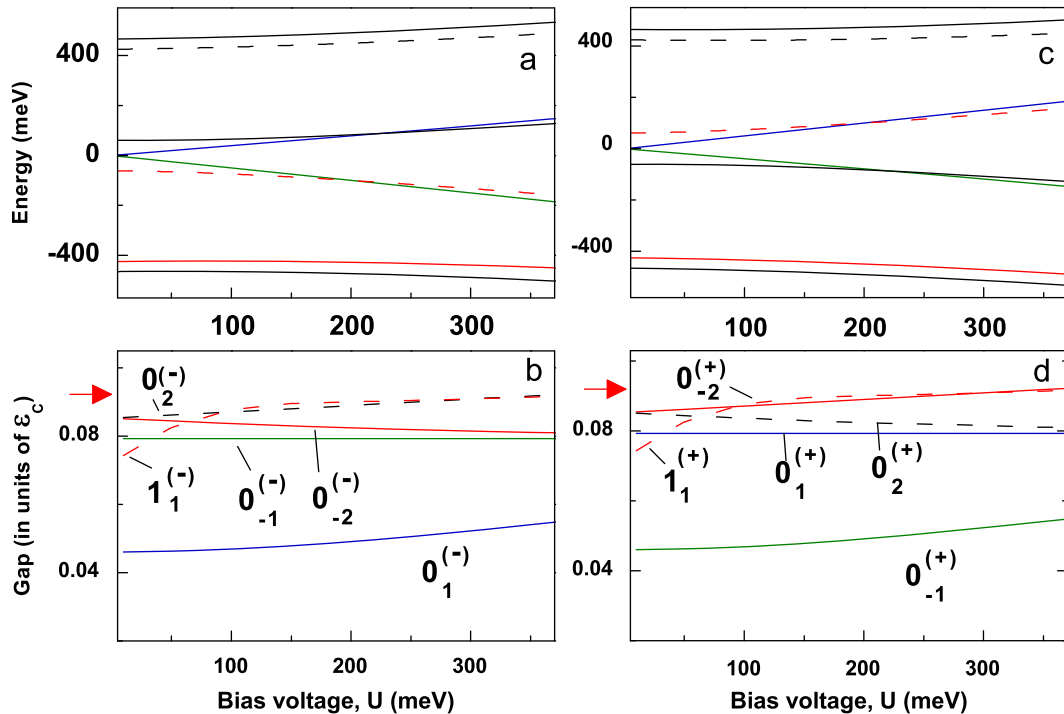 Energy (meV)
400
0
-400
a
100 200 300
400
0
-400
c
100 200 300
Gap (in units of ε_c)
0.08
0.04
b
0_2^(-)
1_1^(-)
0_-1^(-)
0_-2^(-)
0_1^(-)
100 200 300
Bias voltage, U (meV)
0.08
0.04
d
0_-2^(+)
1_1^(+)
0_1^(+)
0_2^(+)
0_-1^(+)
100 200 300
Bias voltage, U (meV)